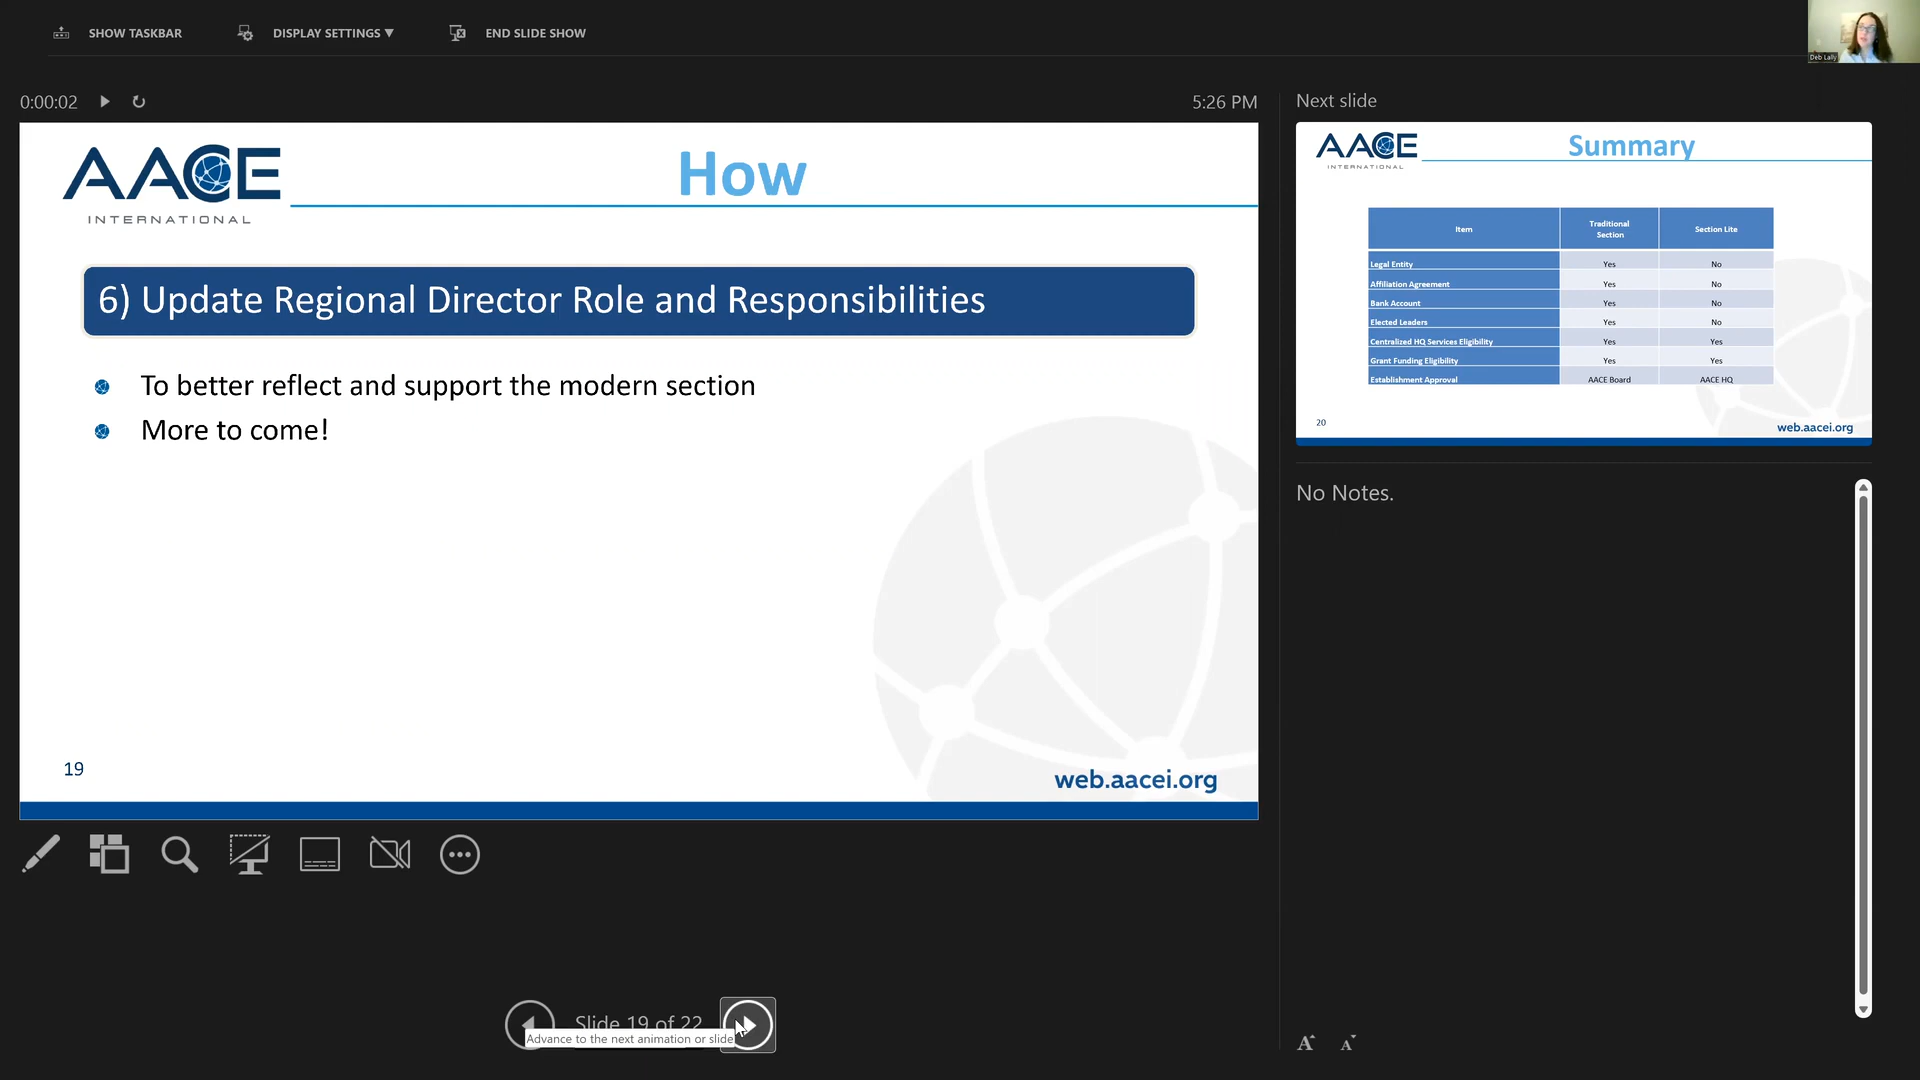 SHOW TASKBAR
DISPLAY SETTINGS ▼
END SLIDE SHOW
Deb Lally
0:00:02
5:26 PM
AACE
INTERNATIONAL
How
6) Update Regional Director Role and Responsibilities
To better reflect and support the modern section
More to come!
19
web.aacei.org
Slide 19 of 22
Advance to the next animation or slide
Next slide
AACE
INTERNATIONAL
Summary
Item
Traditional
Section
Section Lite
Legal Entity Yes No
Affiliation Agreement Yes No
Bank Account Yes No
Elected Leaders Yes No
Centralized HQ Services Eligibility Yes Yes
Grant Funding Eligibility Yes Yes
Establishment Approval AACE Board AACE HQ
20
web.aacei.org
No Notes.
A A